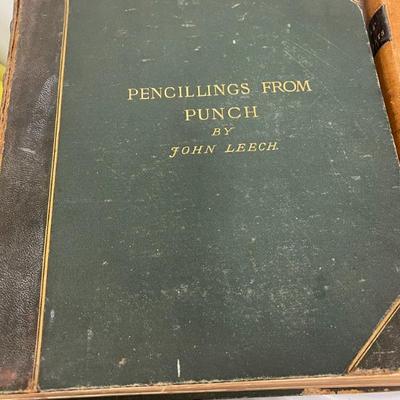 PENCILLINGS FROM
PUNCH
BY
JOHN LEECH.